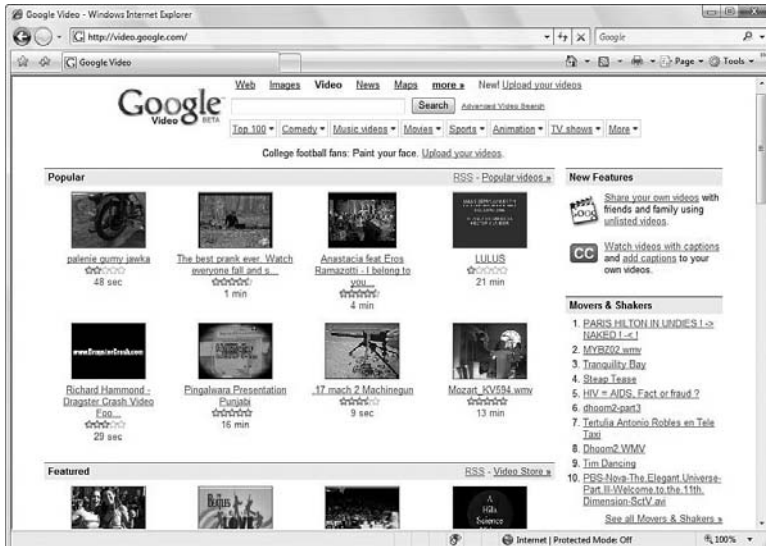 Google Video - Windows Internet Explorer
http://video.google.com/
Google
Google Video
Page
Tools
Web Images Video News Maps more » New! Upload your videos
Google
Video BETA
Search
Advanced Video Search
Top 100 Comedy Music videos Movies Sports Animation TV shows More
College football fans: Paint your face. Upload your videos.
Popular
RSS - Popular videos »
palenie gumy jawka
48 sec
The best prank ever. Watch
everyone fall and s...
1 min
Anastacia feat Eros
Ramazotti - I belong to
you...
4 min
LULUS
21 min
www.DragsterCrash.com
Richard Hammond -
Dragster Crash Video
Foo...
29 sec
Pingalwara Presentation
Punjabi
16 min
.17 mach 2 Machinegun
9 sec
Mozart_KV594.wmv
13 min
Featured
RSS - Video Store »
THE
BEATLES
LOVE
A
Hills
Science
New Features
Share your own videos with
friends and family using
unlisted videos.
CC
Watch videos with captions
and add captions to your
own videos.
Movers & Shakers
1. PARIS HILTON IN UNDIES ! ->
NAKED ! -< !
2. MYBZ02.wmv
3. Tranquility Bay
4. Steap Tease
5. HIV = AIDS, Fact or fraud ?
6. dhoom2-part3
7. Tertulia Antonio Robles en Tele
Taxi
8. Dhoom2.WMV
9. Tim Dancing
10. PBS-Nova-The.Elegant.Universe-
Part.III-Welcome.to.the.11th.
Dimension-SctV.avi
See all Movers & Shakers »
Internet | Protected Mode: Off
100%